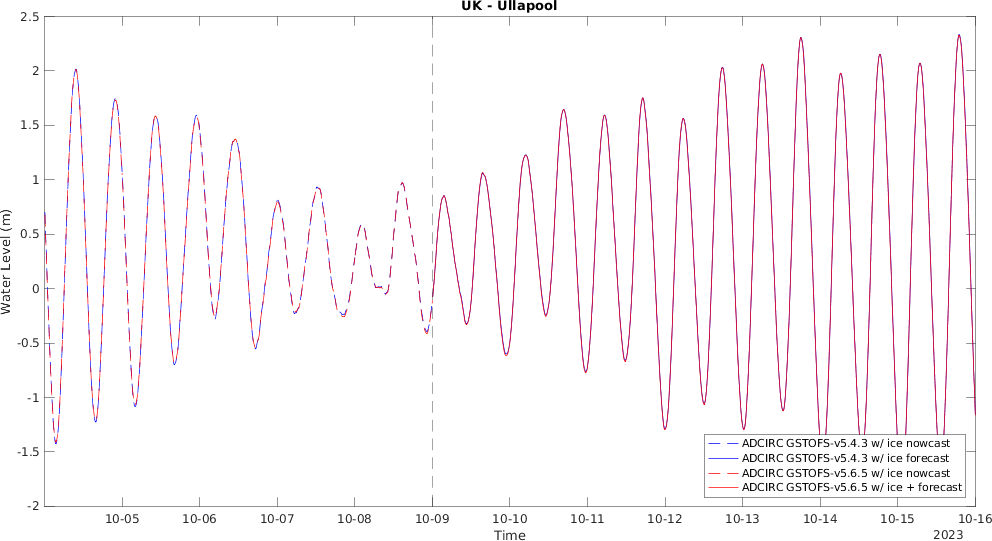 UK - Ullapool
Water Level (m)
2.5
2
1.5
1
0.5
0
-0.5
-1
-1.5
-2
ADCIRC GSTOFS-v5.4.3 w/ ice nowcast
ADCIRC GSTOFS-v5.4.3 w/ ice forecast
ADCIRC GSTOFS-v5.6.5 w/ ice nowcast
ADCIRC GSTOFS-v5.6.5 w/ ice + forecast
10-05 10-06 10-07 10-08 10-09 10-10 10-11 10-12 10-13 10-14 10-15 10-16
Time
2023